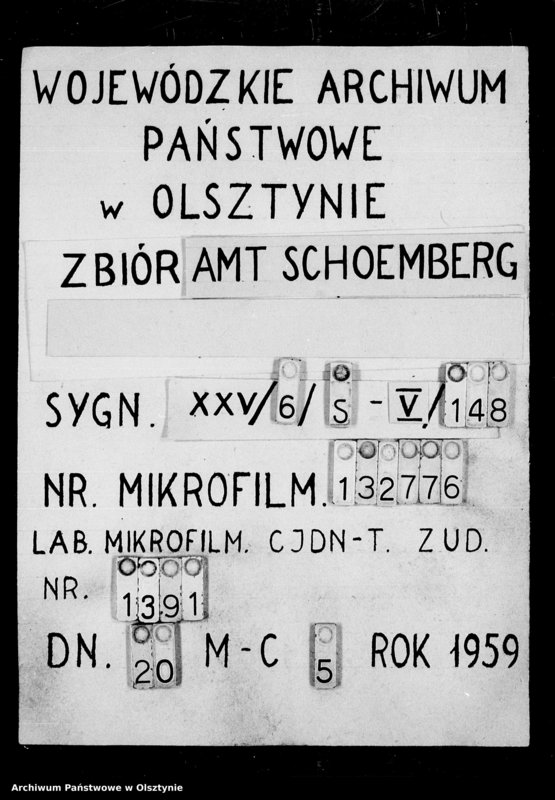 WOJEWÓDZKIE ARCHIWUM
PAŃSTWOWE
w OLSZTYNIE
ZBIÓR AMT SCHOEMBERG
SYGN. XXV/6/S-V/148
NR. MIKROFILM. 132776
LAB. MIKROFILM. CJDN-T. ZUD.
NR. 1391
DN. 20 M-C 5 ROK 1959
Archiwum Państwowe w Olsztynie